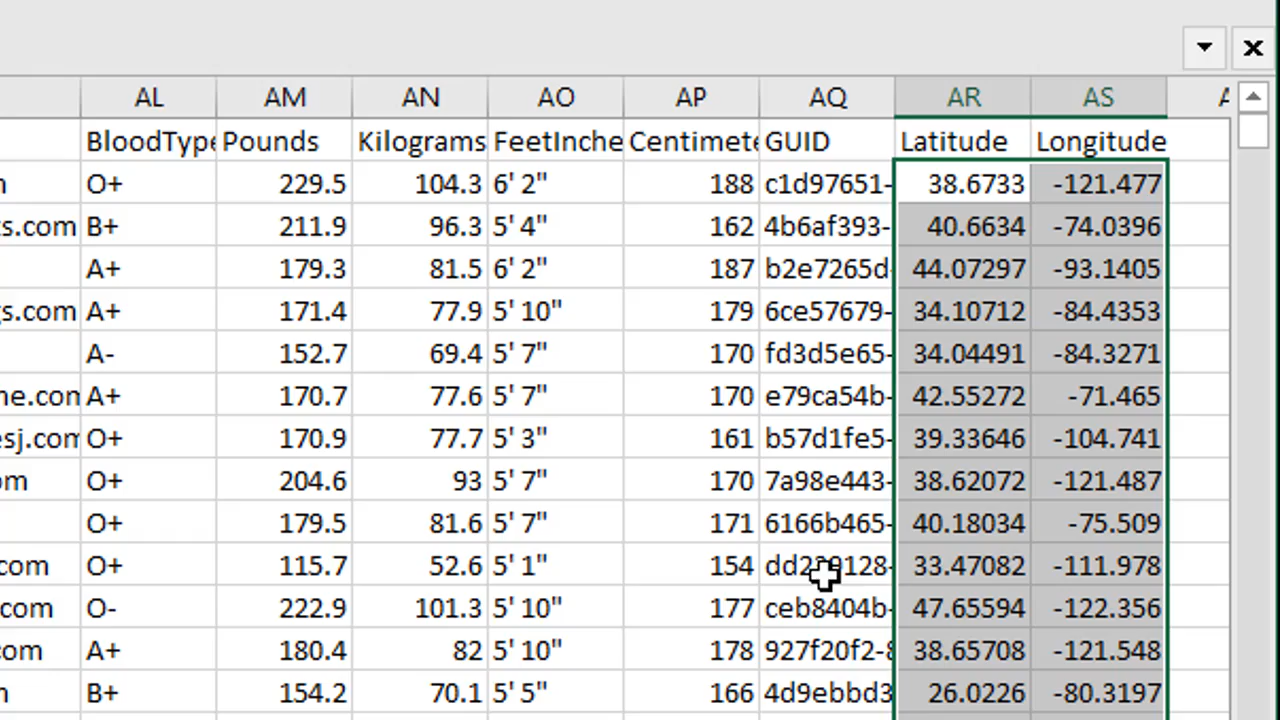 AL AM AN AO AP AQ AR AS
BloodType Pounds Kilograms FeetInche Centimete GUID Latitude Longitude
O+ 229.5 104.3 6' 2" 188 c1d97651- 38.6733 -121.477
s.com B+ 211.9 96.3 5' 4" 162 4b6af393- 40.6634 -74.0396
A+ 179.3 81.5 6' 2" 187 b2e7265d- 44.07297 -93.1405
gs.com A+ 171.4 77.9 5' 10" 179 6ce57679- 34.10712 -84.4353
A- 152.7 69.4 5' 7" 170 fd3d5e65- 34.04491 -84.3271
ne.com A+ 170.7 77.6 5' 7" 170 e79ca54b- 42.55272 -71.465
esj.com O+ 170.9 77.7 5' 3" 161 b57d1fe5- 39.33646 -104.741
om O+ 204.6 93 5' 7" 170 7a98e443- 38.62072 -121.487
O+ 179.5 81.6 5' 7" 171 6166b465- 40.18034 -75.509
.com O+ 115.7 52.6 5' 1" 154 33.47082 -111.978
.com O- 222.9 101.3 5' 10" 177 ceb8404b- 47.65594 -122.356
com A+ 180.4 82 5' 10" 178 927f20f2-8 38.65708 -121.548
B+ 154.2 70.1 5' 5" 166 4d9ebbd3 26.0226 -80.3197